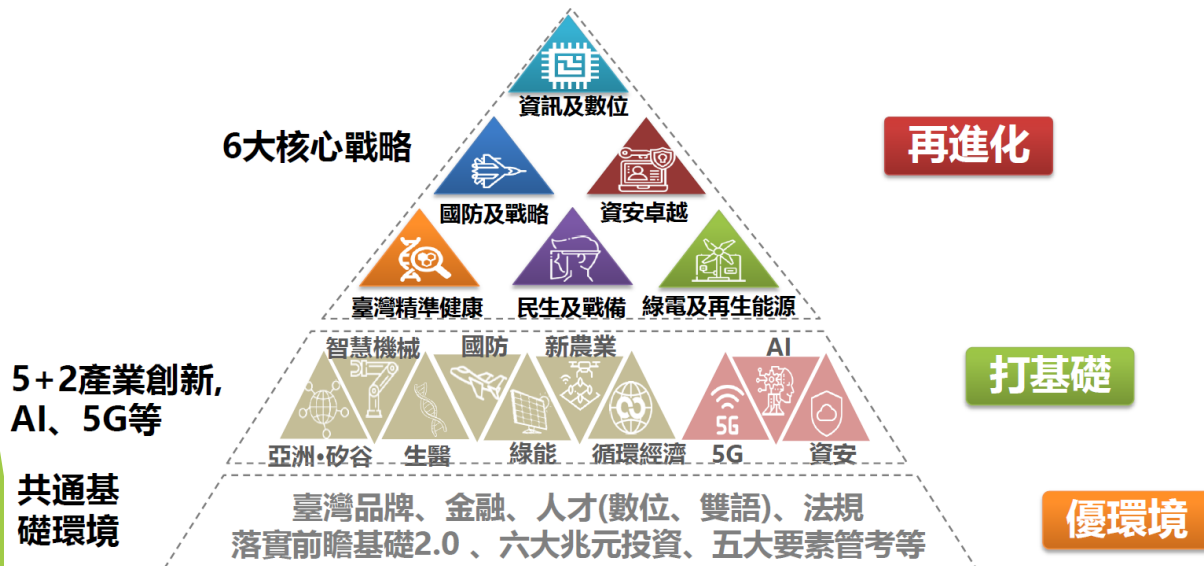 資訊及數位
6大核心戰略
再進化
國防及戰略
資安卓越
臺灣精準健康
民生及戰備
綠電及再生能源
智慧機械
國防
新農業
AI
5+2產業創新,
AI、5G等
打基礎
5G
亞洲•矽谷
生醫
綠能
循環經濟
5G
資安
共通基
礎環境
臺灣品牌、金融、人才(數位、雙語)、法規
落實前瞻基礎2.0 、六大兆元投資、五大要素管考等
優環境